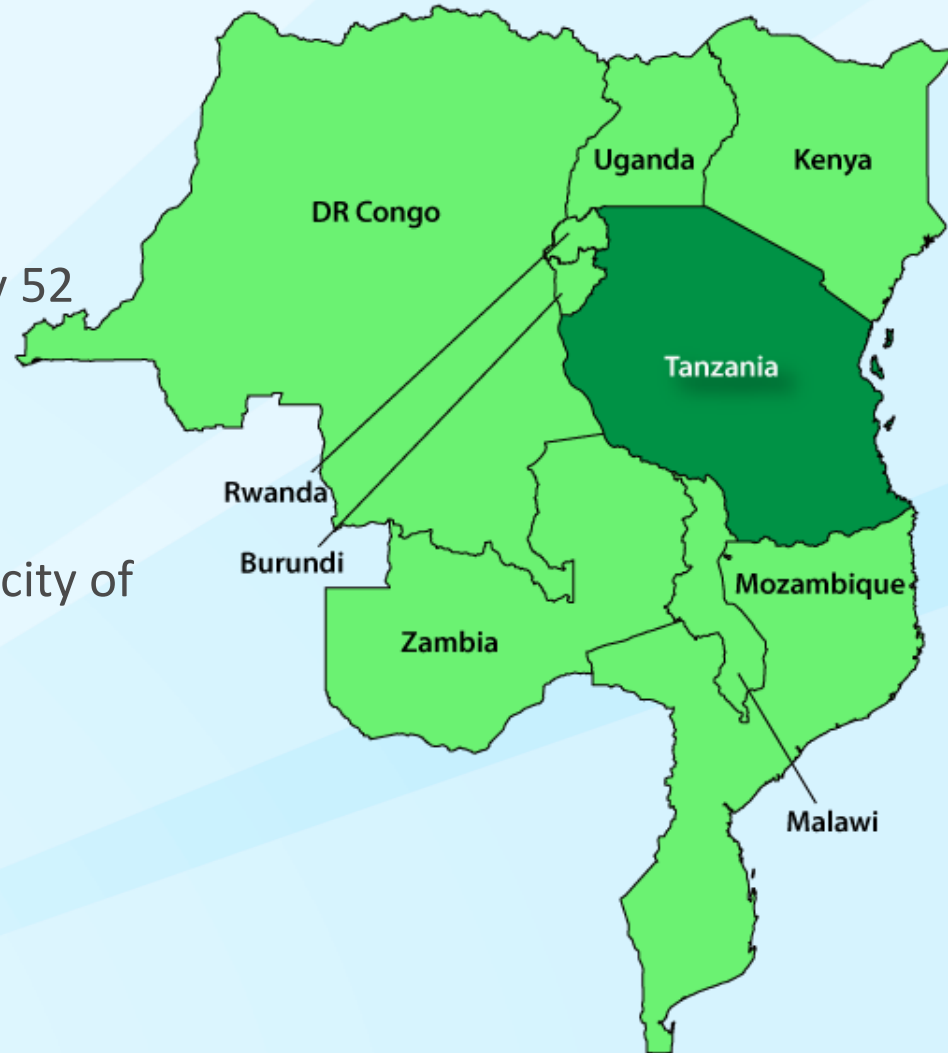 Uganda
Kenya
DR Congo
52
Tanzania
Rwanda
Burundi
city of
Mozambique
Zambia
Malawi